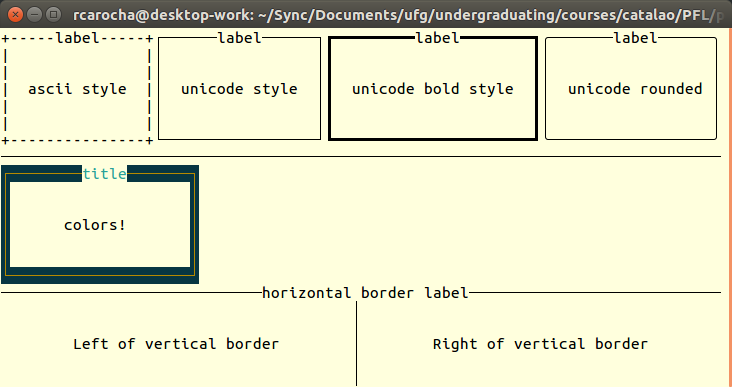 rcarocha@desktop-work: ~/Sync/Documents/ufg/undergraduating/courses/catalao/PFL/
label label label label
ascii style unicode style unicode bold style unicode rounded
title
colors!
horizontal border label
Left of vertical border Right of vertical border